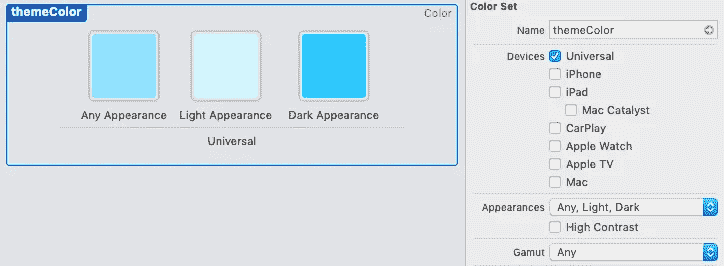 themeColor
Color
Any Appearance
Light Appearance
Dark Appearance
Universal
Color Set
Name themeColor
Devices Universal
iPhone
iPad
Mac Catalyst
CarPlay
Apple Watch
Apple TV
Mac
Appearances Any, Light, Dark
High Contrast
Gamut Any